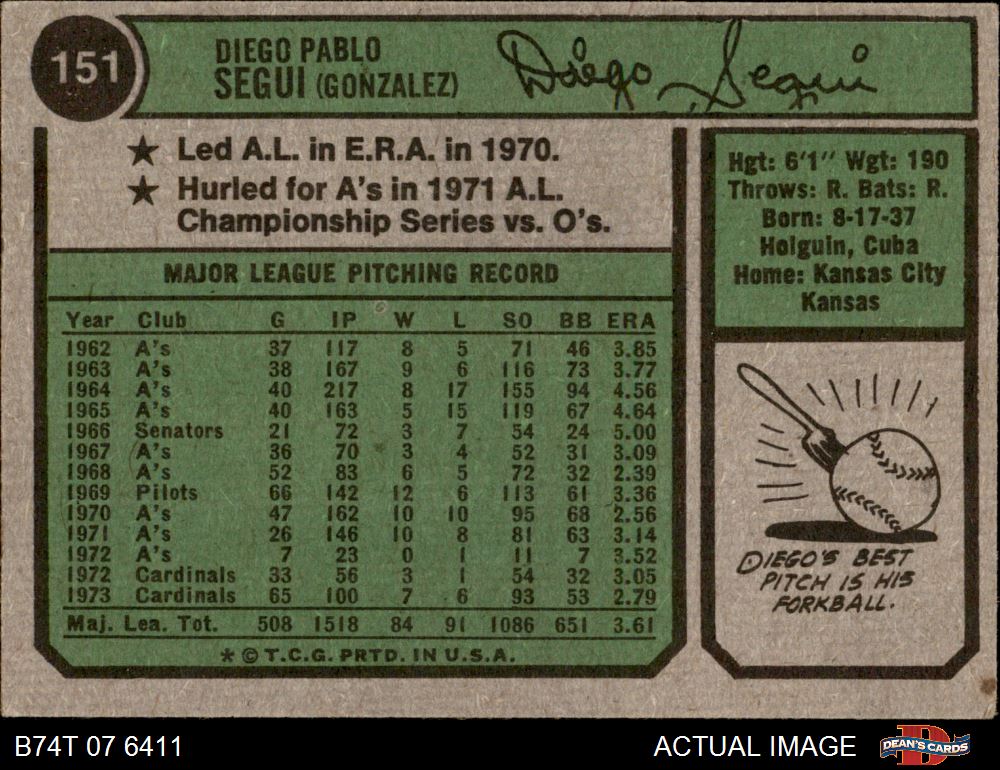 151
DIEGO PABLO
SEGUI (GONZALEZ)
Diego Segui
★ Led A.L. in E.R.A. in 1970.
★ Hurled for A's in 1971 A.L.
Championship Series vs. O's.
MAJOR LEAGUE PITCHING RECORD
Year Club G IP W L SO BB ERA
1962 A's 37 117 8 5 71 46 3.85
1963 A's 38 167 9 6 116 73 3.77
1964 A's 40 217 8 17 155 94 4.56
1965 A's 40 163 5 15 119 67 4.64
1966 Senators 21 72 3 7 54 24 5.00
1967 A's 36 70 3 4 52 31 3.09
1968 A's 52 83 6 5 72 32 2.39
1969 Pilots 66 142 12 6 113 61 3.36
1970 A's 47 162 10 10 95 68 2.56
1971 A's 26 146 10 8 81 63 3.14
1972 A's 7 23 0 1 11 7 3.52
1972 Cardinals 33 56 3 1 54 32 3.05
1973 Cardinals 65 100 7 6 93 53 2.79
Maj. Lea. Tot. 508 1518 84 91 1086 651 3.61
* © T.C.G. PRTD. IN U.S.A.
Hgt: 6'1" Wgt: 190
Throws: R. Bats: R.
Born: 8-17-37
Holguin, Cuba
Home: Kansas City
Kansas
DIEGO'S BEST
PITCH IS HIS
FORKBALL.
B74T 07 6411
ACTUAL IMAGE
D
DEAN'S CARDS